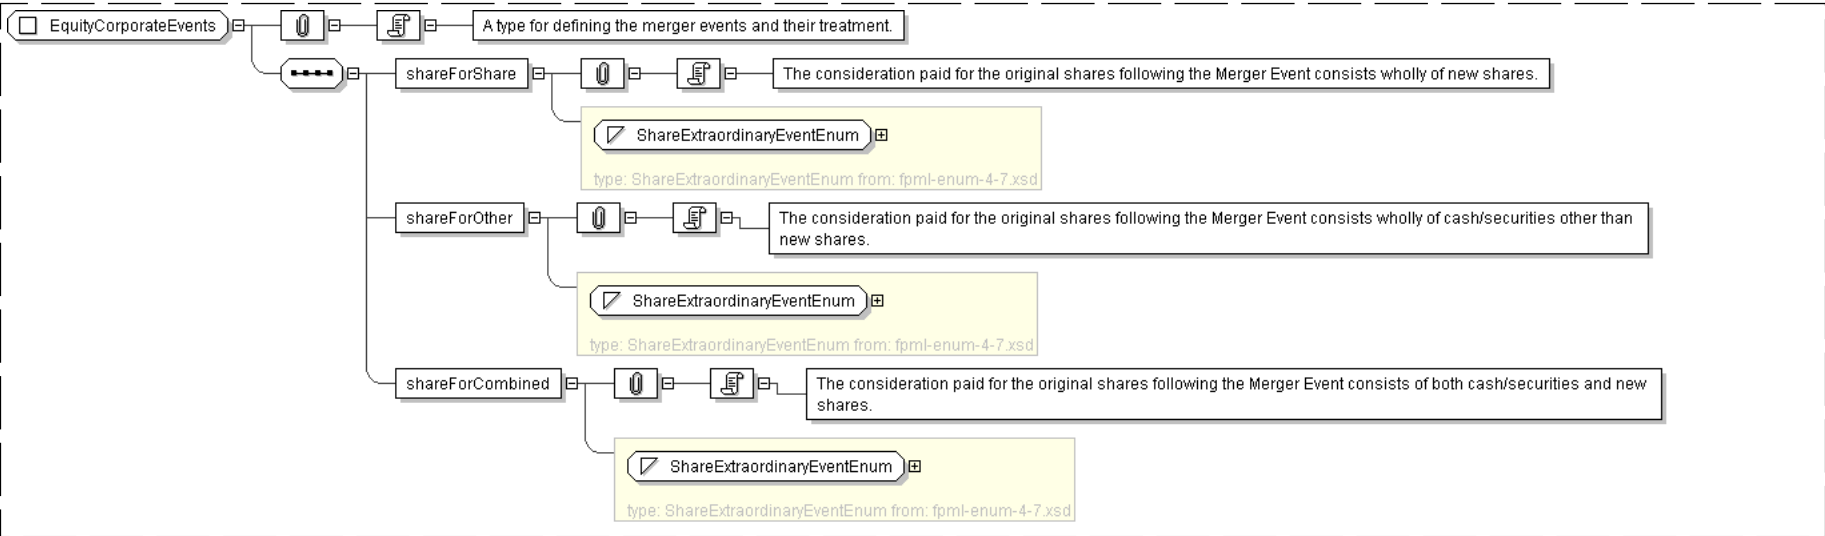 EquityCorporateEvents
A type for defining the merger events and their treatment.
shareForShare
The consideration paid for the original shares following the Merger Event consists wholly of new shares.
ShareExtraordinaryEventEnum
type: ShareExtraordinaryEventEnum from: fpml-enum-4-7.xsd
shareForOther
The consideration paid for the original shares following the Merger Event consists wholly of cash/securities other than
new shares.
ShareExtraordinaryEventEnum
type: ShareExtraordinaryEventEnum from: fpml-enum-4-7.xsd
shareForCombined
The consideration paid for the original shares following the Merger Event consists of both cash/securities and new
shares.
ShareExtraordinaryEventEnum
type: ShareExtraordinaryEventEnum from: fpml-enum-4-7.xsd